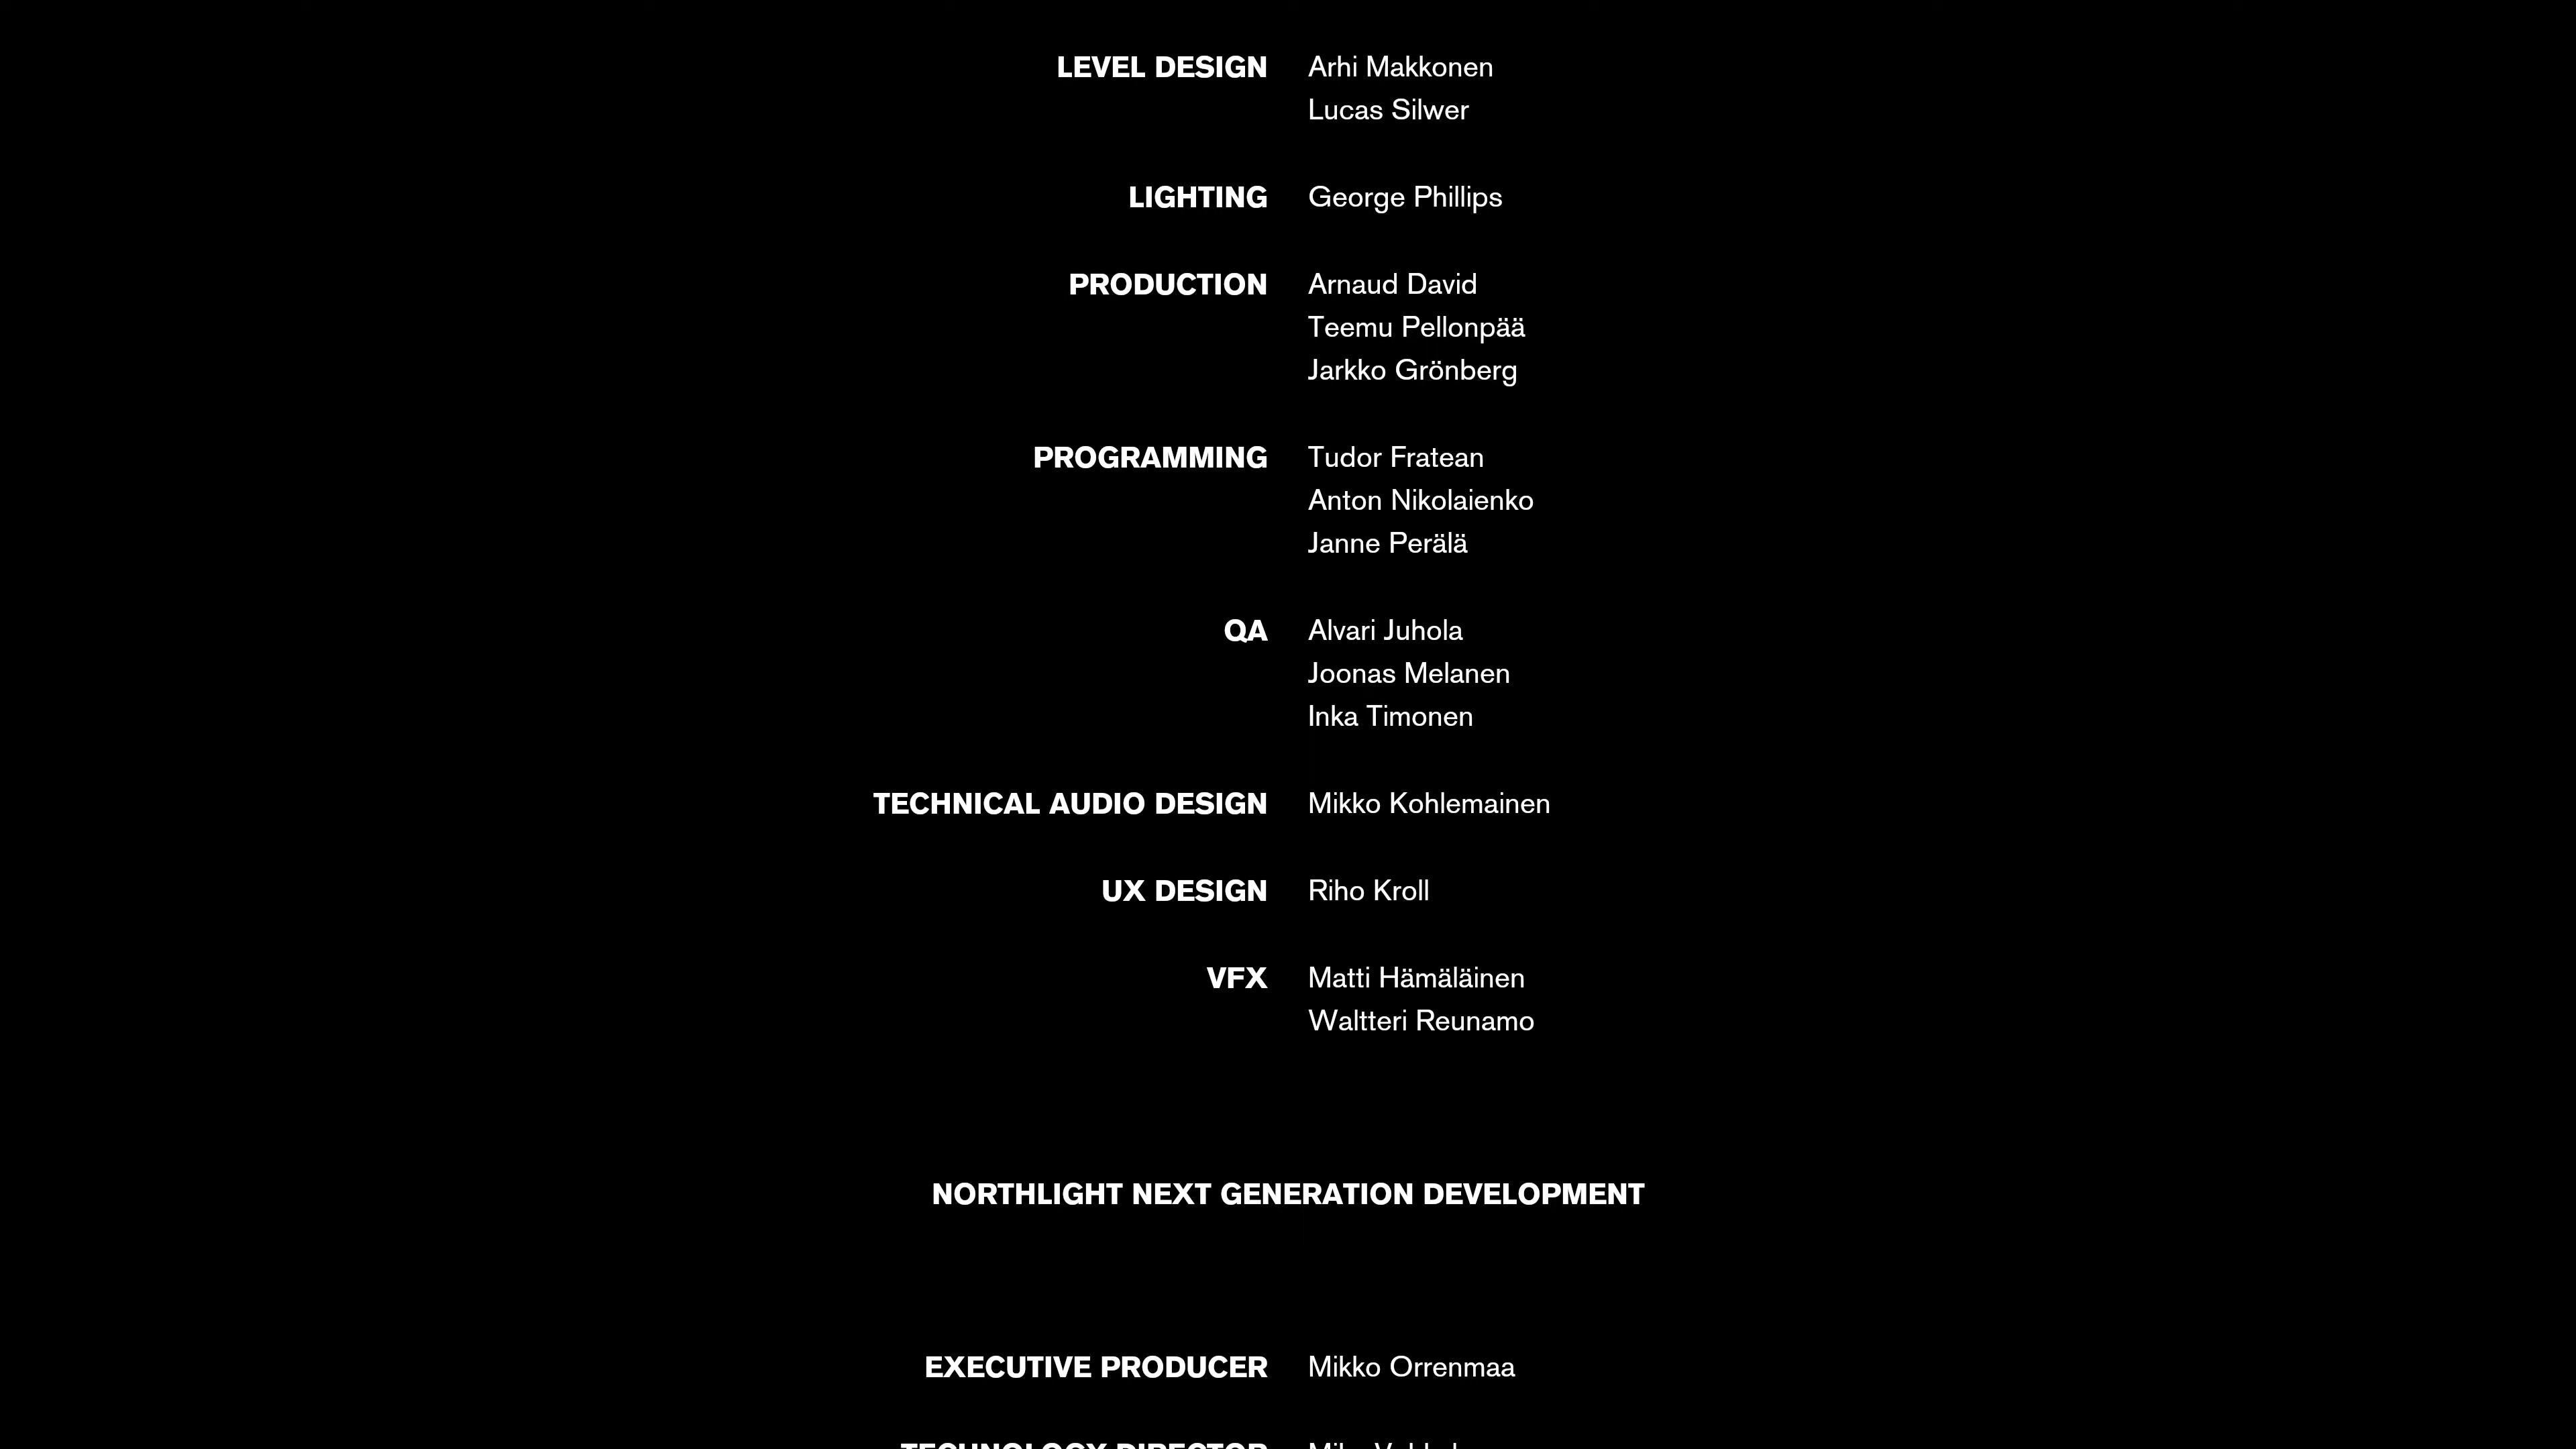 LEVEL DESIGN Arhi Makkonen
Lucas Silwer
LIGHTING George Phillips
PRODUCTION Arnaud David
Teemu Pellonpää
Jarkko Grönberg
PROGRAMMING Tudor Fratean
Anton Nikolaienko
Janne Perälä
QA Alvari Juhola
Joonas Melanen
Inka Timonen
TECHNICAL AUDIO DESIGN Mikko Kohlemainen
UX DESIGN Riho Kroll
VFX Matti Hämäläinen
Waltteri Reunamo
NORTHLIGHT NEXT GENERATION DEVELOPMENT
EXECUTIVE PRODUCER Mikko Orrenmaa
TECHNOLOGY DIRECTOR